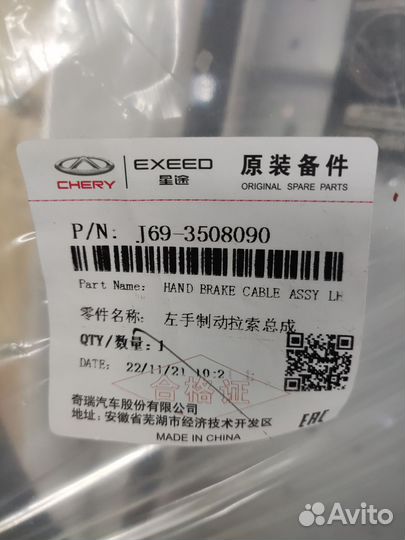 CHERY EXEED 星途 原装备件
ORIGINAL SPARE PARTS
P/N: J69-3508090
Part Name: HAND BRAKE CABLE ASSY LH
零件名称: 左手制动拉索总成
QTY/数量: 1
DATE: 22/11/21 10:2
合格证
奇瑞汽车股份有限公司
地址: 安徽省芜湖市经济技术开发区
MADE IN CHINA
EAC
Avito